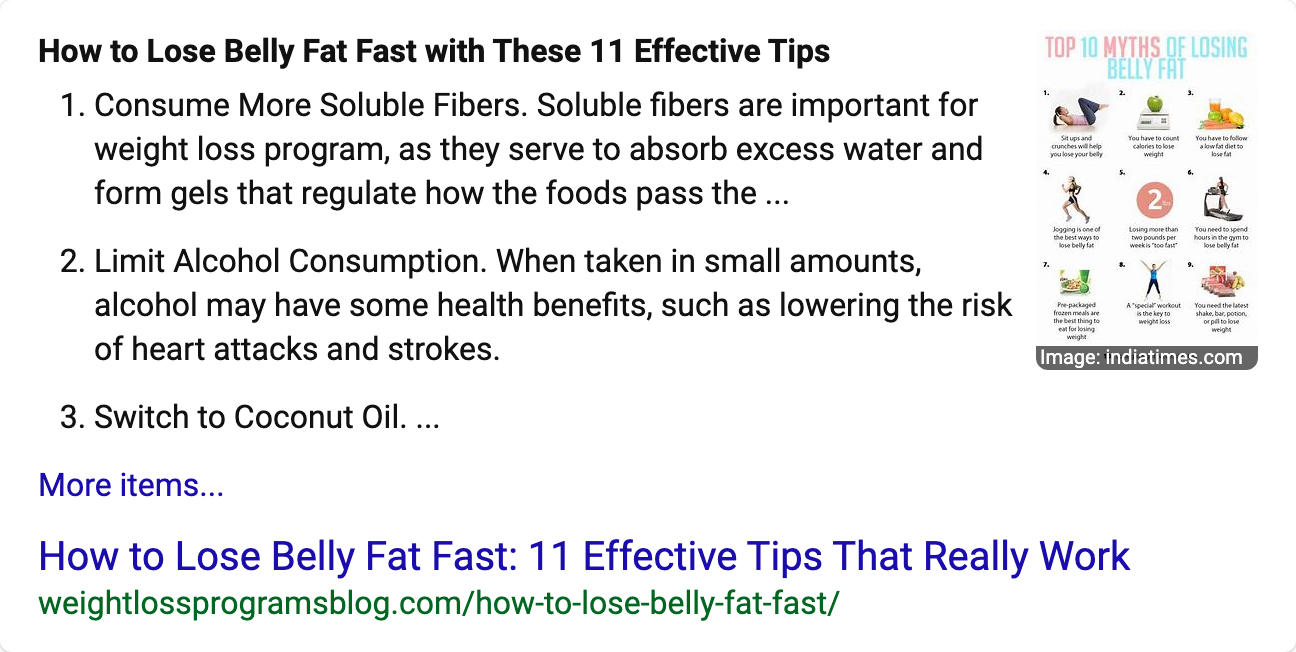 How to Lose Belly Fat Fast with These 11 Effective Tips
1. Consume More Soluble Fibers. Soluble fibers are important for
weight loss program, as they serve to absorb excess water and
form gels that regulate how the foods pass the ...
2. Limit Alcohol Consumption. When taken in small amounts,
alcohol may have some health benefits, such as lowering the risk
of heart attacks and strokes.
3. Switch to Coconut Oil. ...
More items...
How to Lose Belly Fat Fast: 11 Effective Tips That Really Work
weightlossprogramsblog.com/how-to-lose-belly-fat-fast/
TOP 10 MYTHS OF LOSING
BELLY FAT
1.
Sit ups and
crunches will help
you lose your belly
2.
You have to count
calories to lose
weight
3.
You have to follow
a low fat diet to
lose fat
4.
Jogging is one of
the best ways to
lose belly fat
5.
2 lbs
Losing more than
two pounds per
week is "too fast"
6.
You need to spend
hours in the gym to
lose belly fat
7.
Pre-packaged
frozen meals are
the best thing to
eat for losing
weight
8.
A "special" workout
is the key to
weight loss
9.
You need the latest
shake, bar, potion,
or pill to lose
weight
Image: indiatimes.com